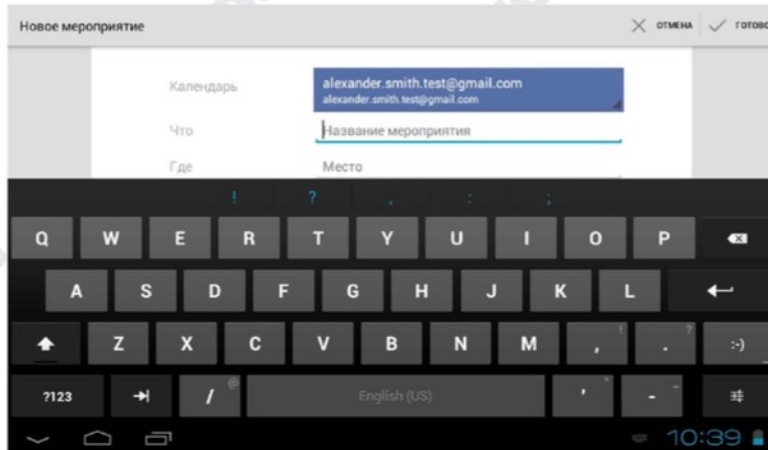 Новое мероприятие ОТМЕНА ГОТОВО
Календарь alexander.smith.test@gmail.com
alexander.smith.test@gmail.com
Что Название мероприятия
Где Место
! ? , : ;
Q W E R T Y U I O P
A S D F G H J K L
Z X C V B N M , ! . ? :-)
?123 / @ English (US) ' " - _
10:39